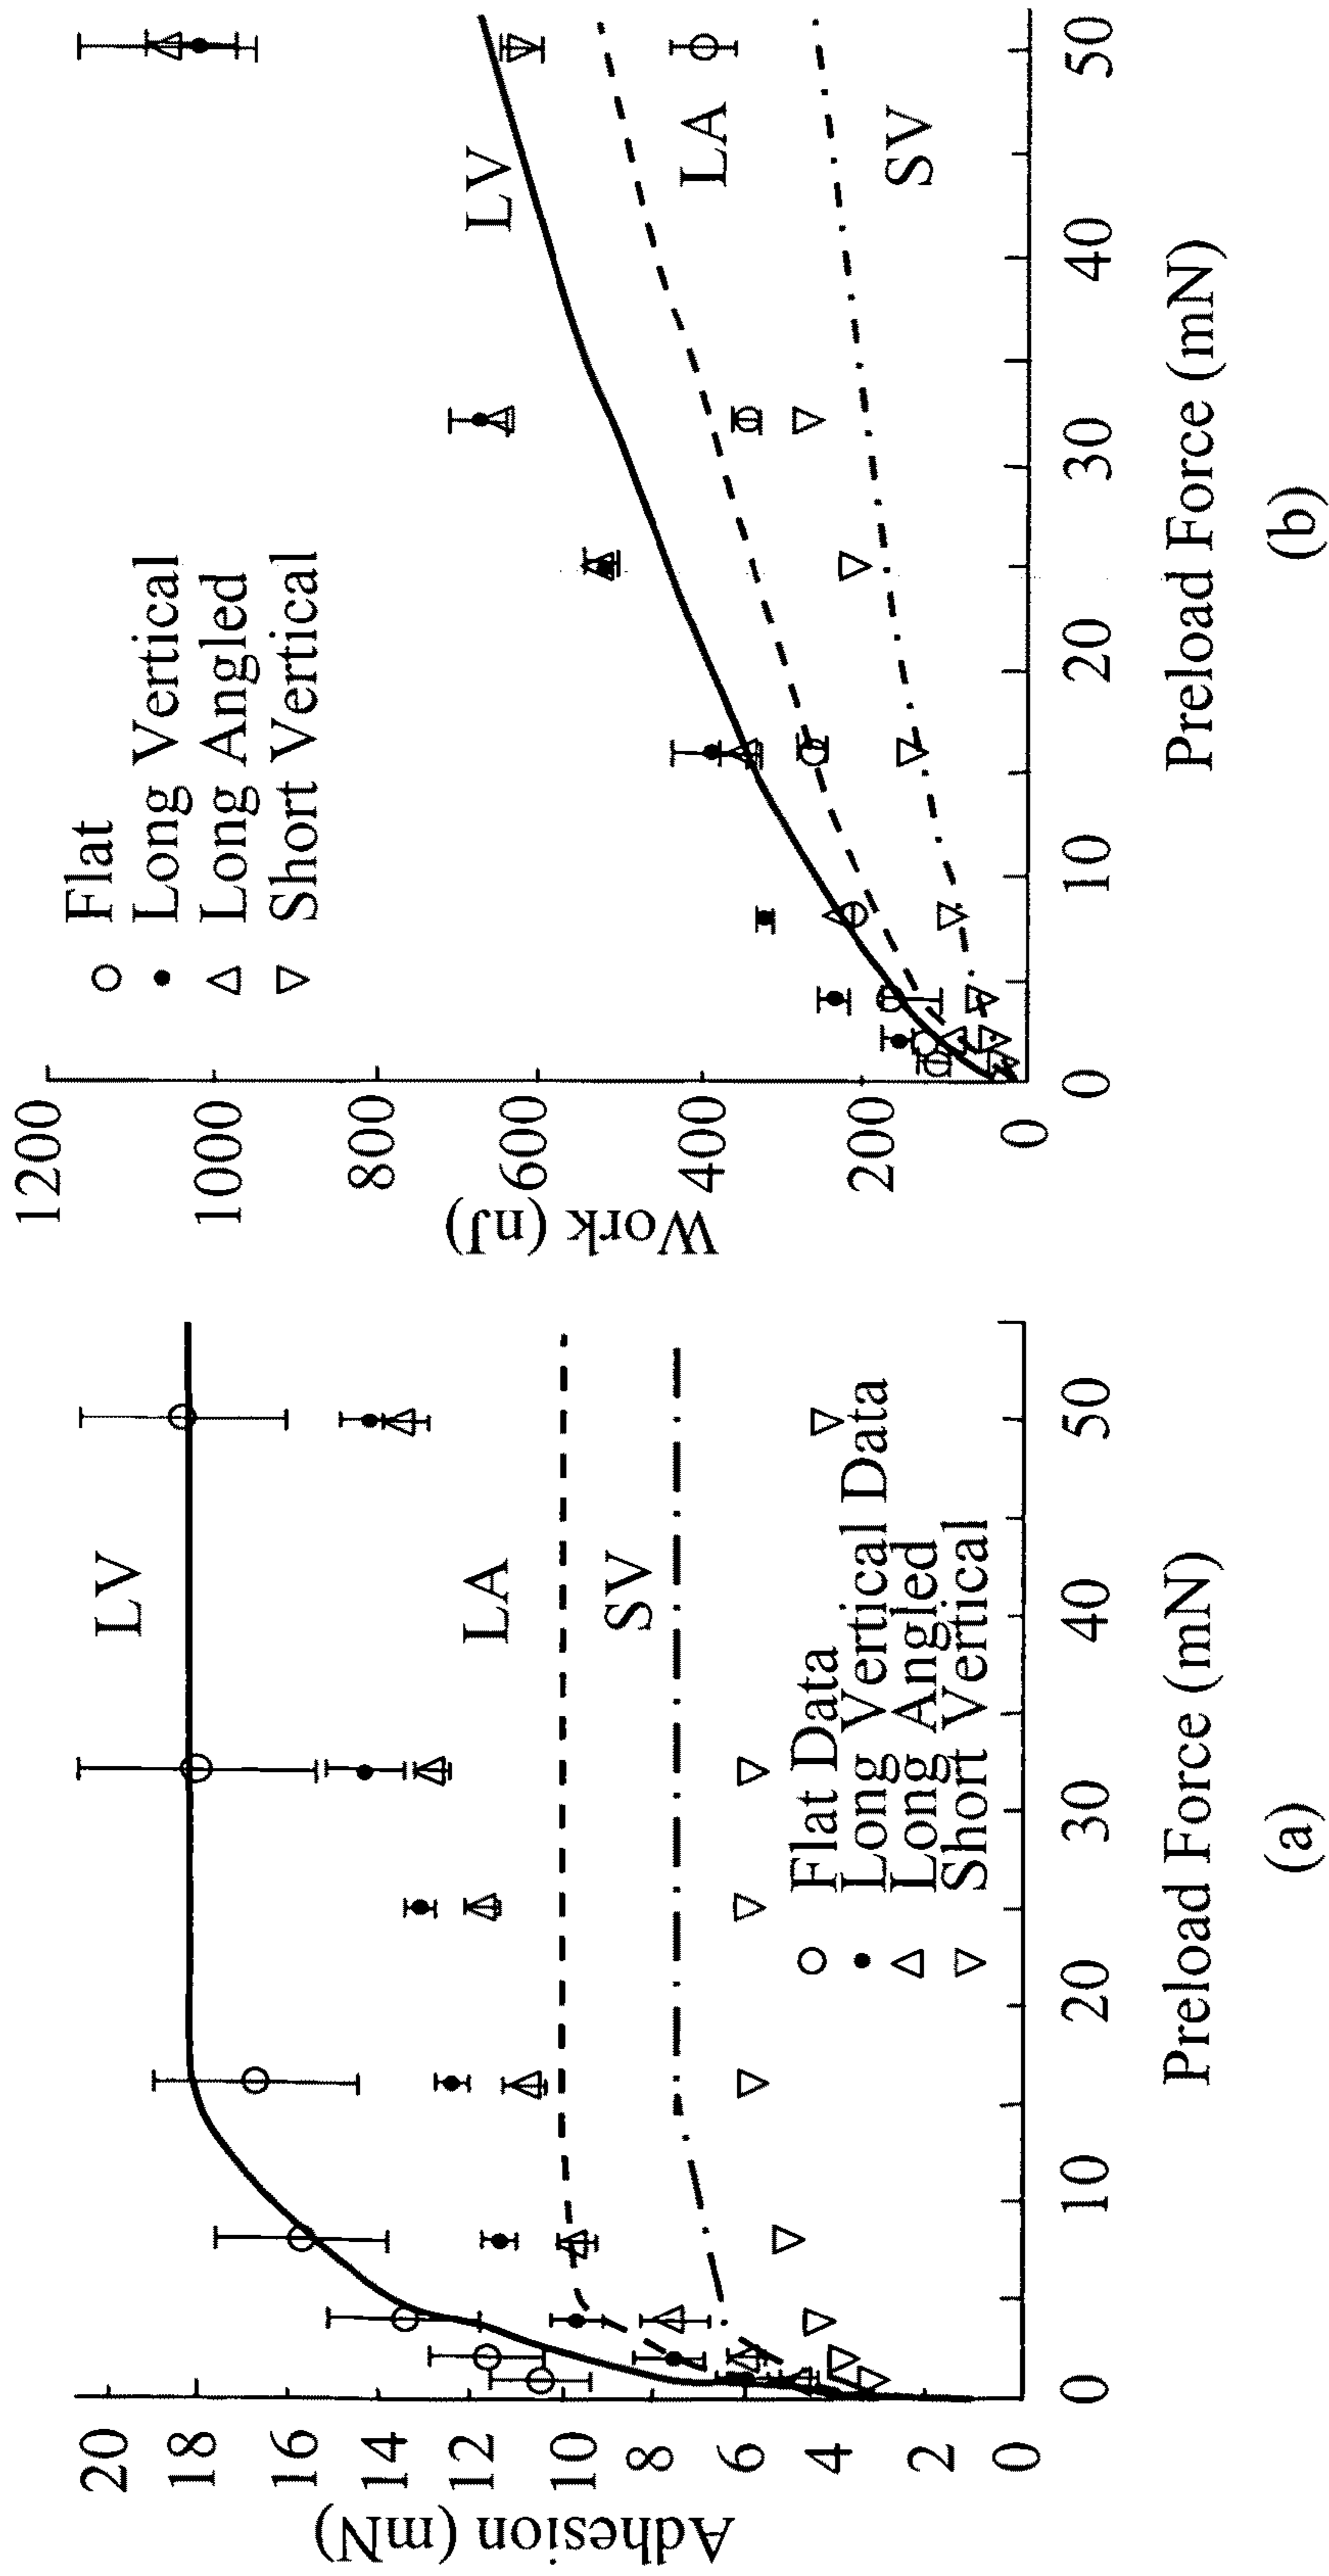 Adhesion (mN)
20
18
16
14
12
10
8
6
4
2
0
LV
LA
SV
Flat Data
Long Vertical Data
Long Angled
Short Vertical
0
10
20
30
40
50
Preload Force (mN)
(a)
Work (nJ)
1200
1000
800
600
400
200
0
Flat
Long Vertical
Long Angled
Short Vertical
LV
LA
SV
0
10
20
30
40
50
Preload Force (mN)
(b)